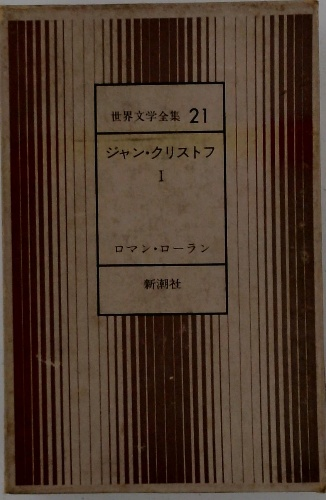 世界文学全集 21
ジャン・クリストフ
I
ロマン・ローラン
新潮社